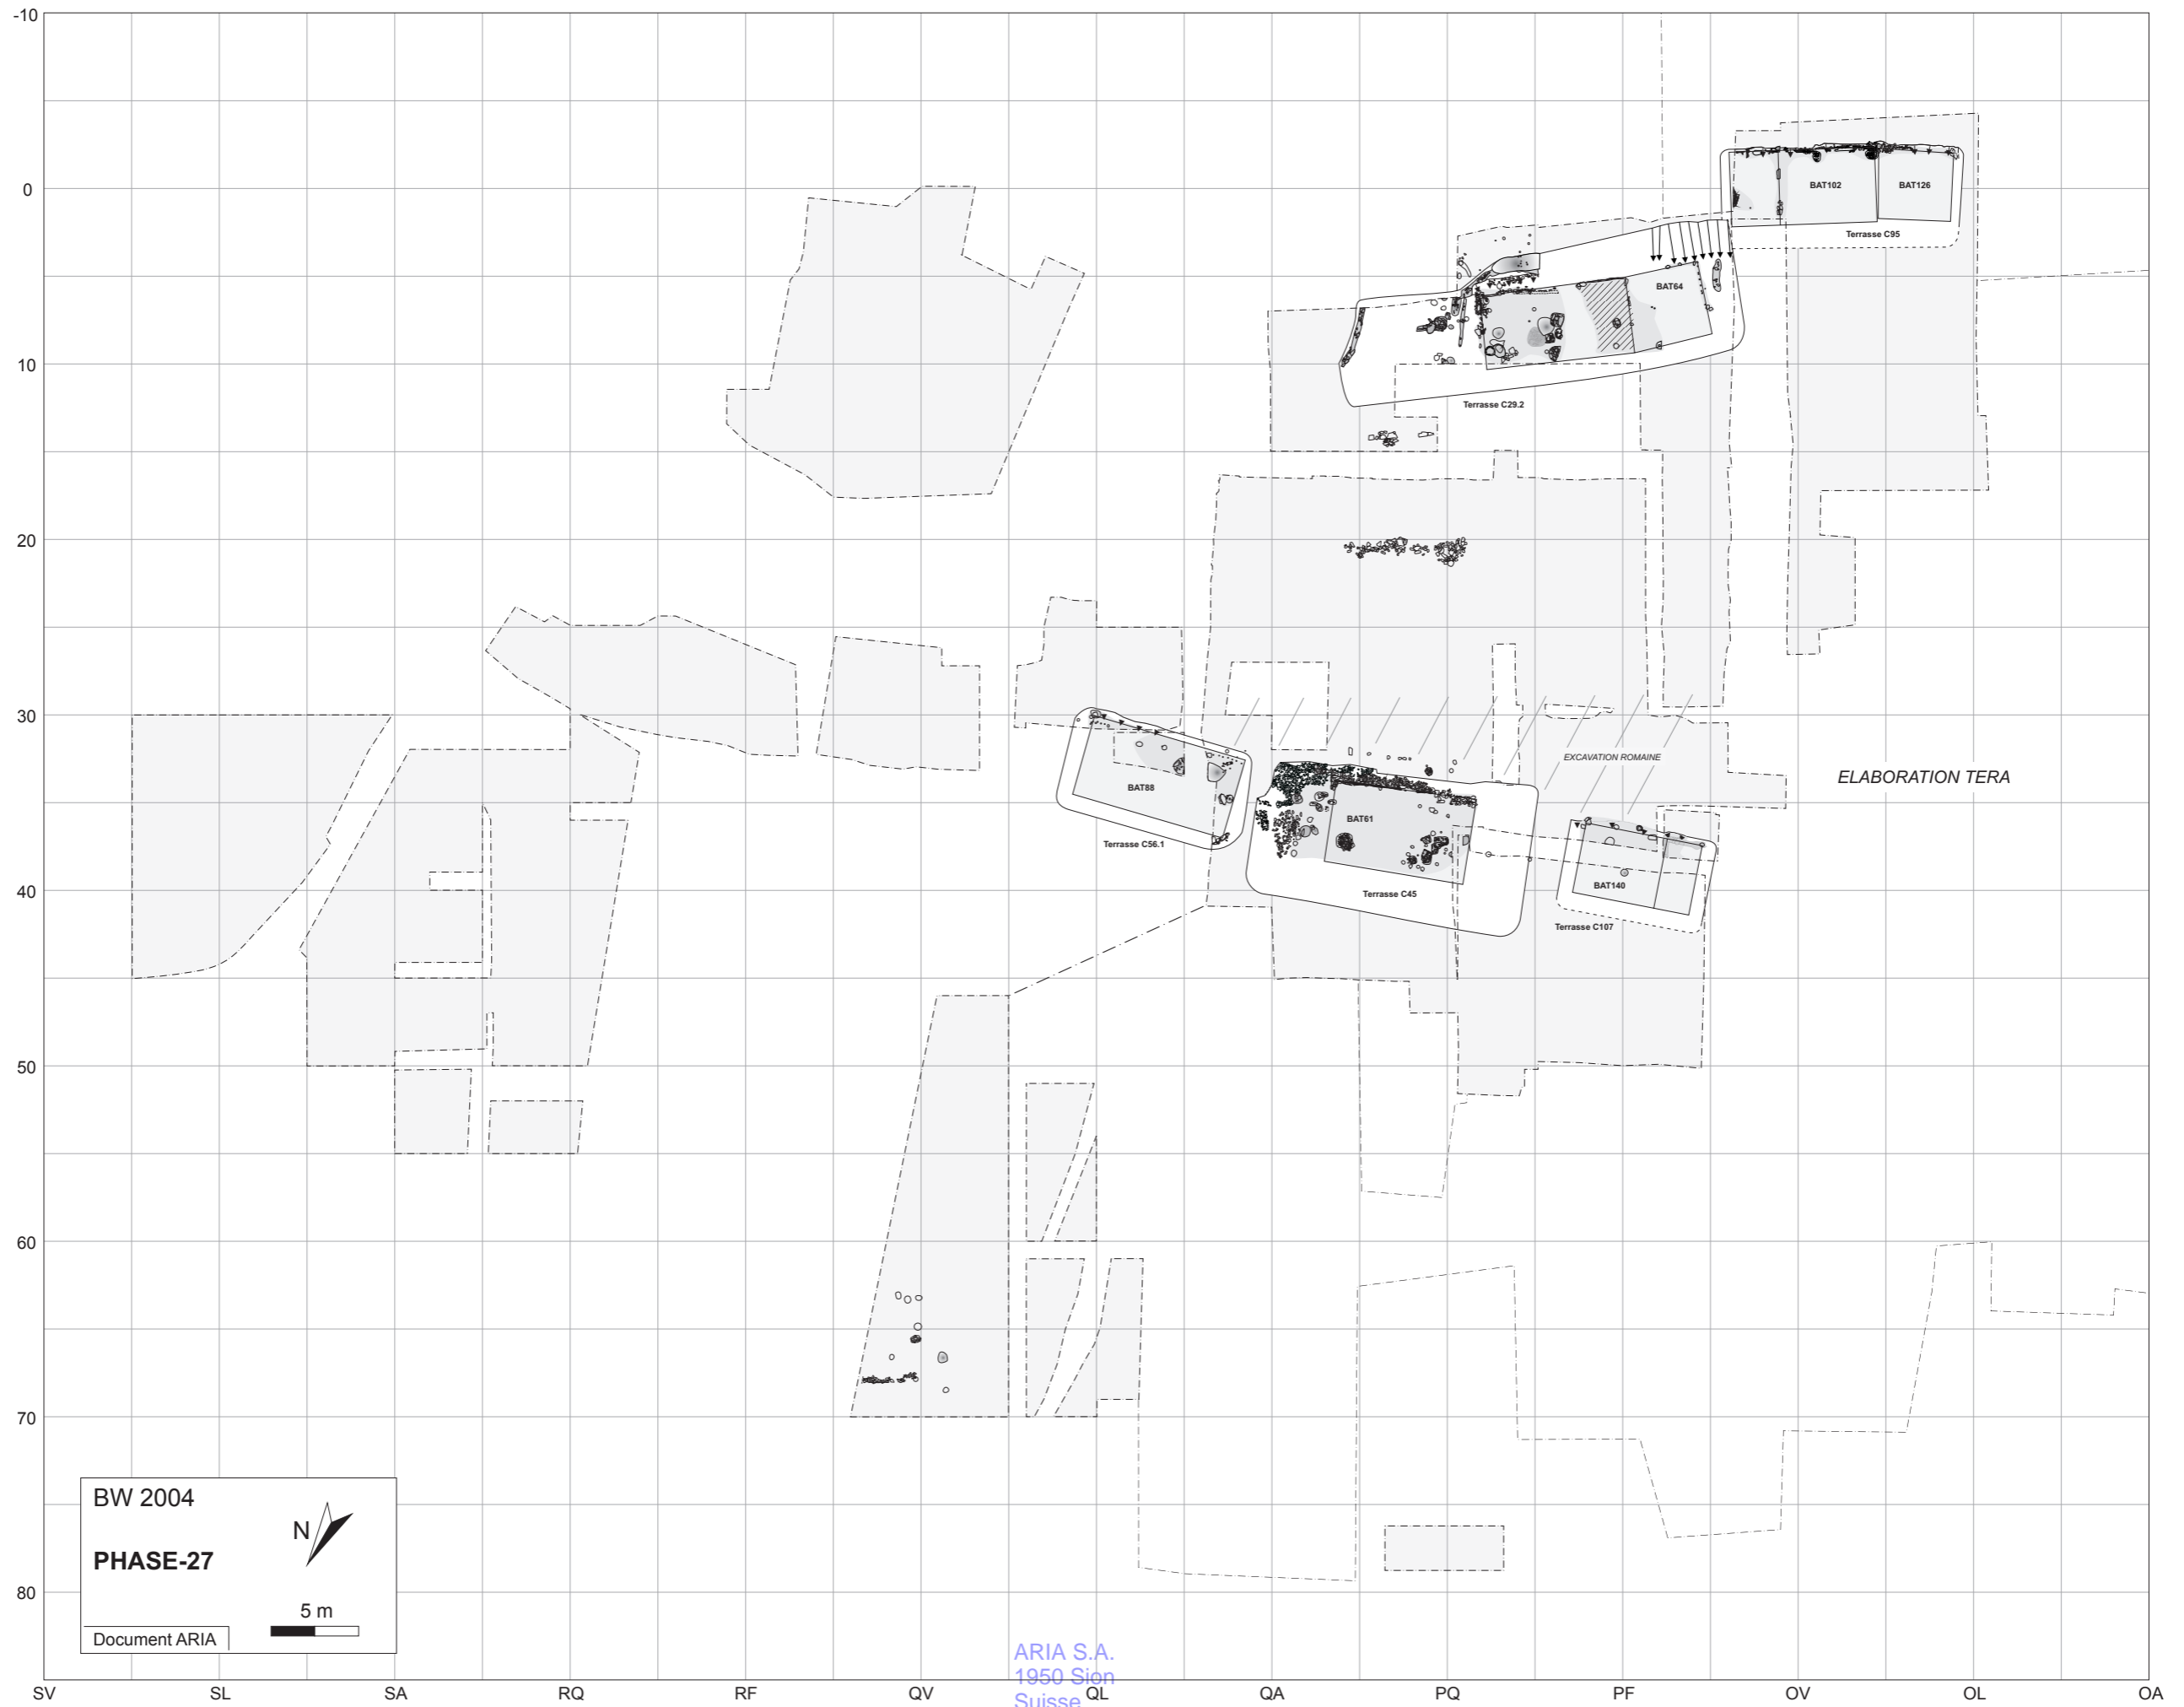 -10
0
10
20
30
40
50
60
70
80
BAT102
BAT126
Terrasse C95
BAT64
Terrasse C29.2
EXCAVATION ROMAINE
ELABORATION TERA
BAT88
Terrasse C56.1
BAT61
Terrasse C45
BAT140
Terrasse C107
BW 2004
N
PHASE-27
5 m
Document ARIA
ARIA S.A.
1950 Sion
Suisse
SV SL SA RQ RF QV QL QA PQ PF OV OL OA